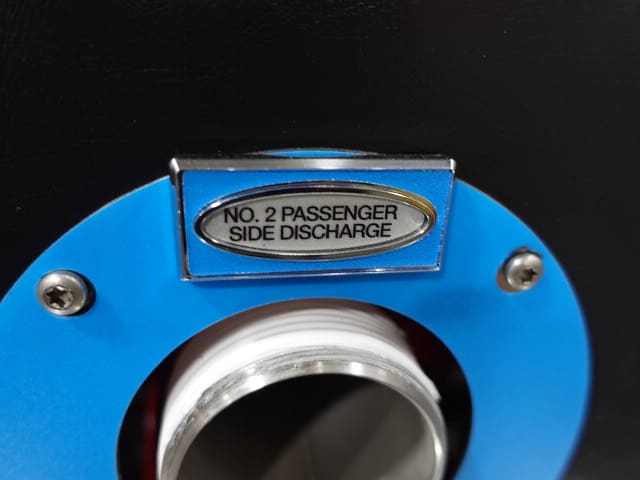 NO. 2 PASSENGER
SIDE DISCHARGE